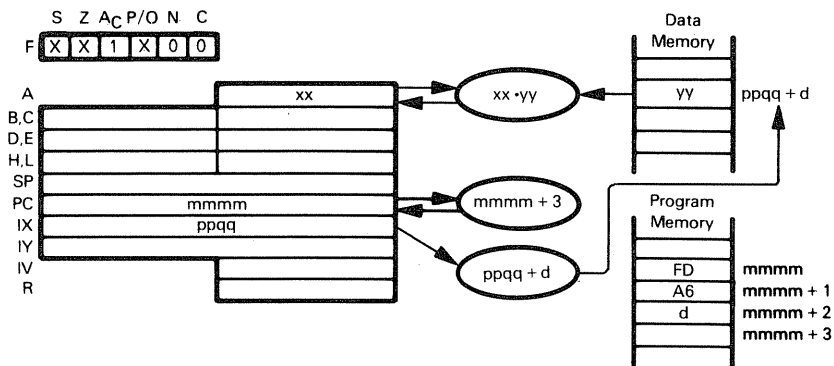 S Z AC P/O N C
F X X 1 X 0 0
Data
Memory
A xx
xx •yy
yy ppqq + d
B,C
D,E
H,L
SP
PC mmmm
mmmm + 3
IX ppqq
IY
IV
R
ppqq + d
Program
Memory
FD mmmm
A6 mmmm + 1
d mmmm + 2
mmmm + 3